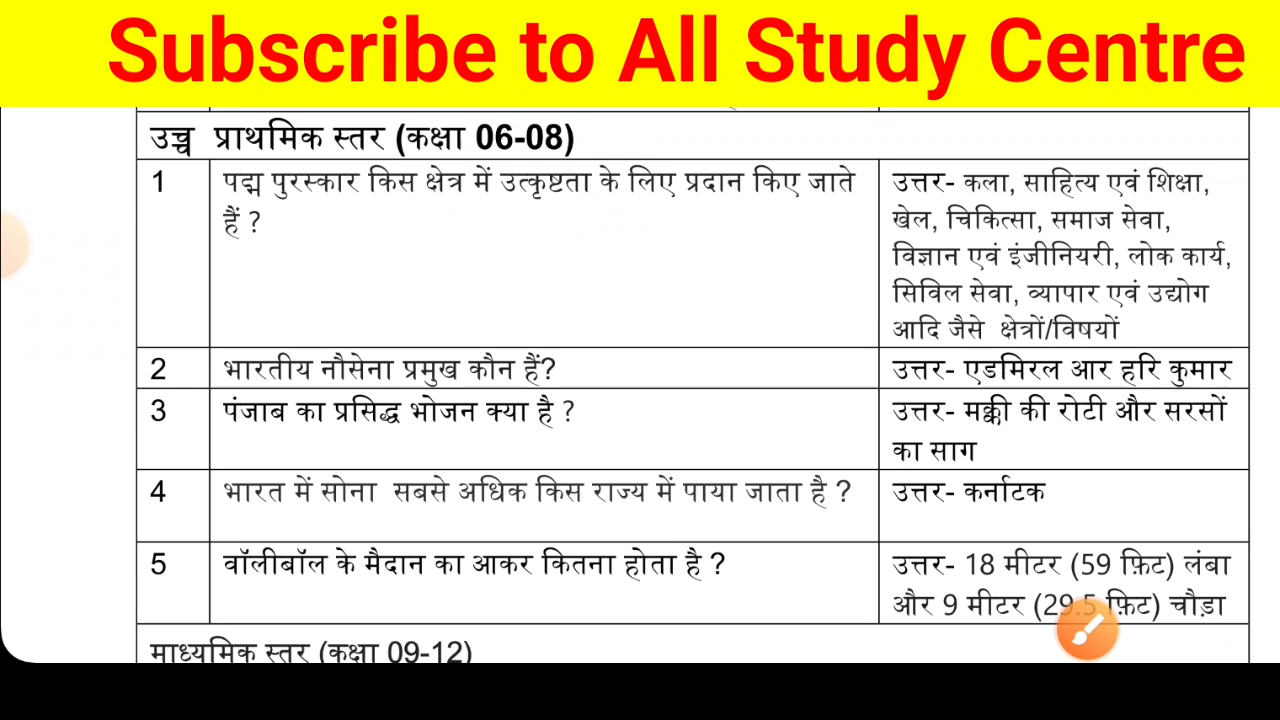 Subscribe to All Study Centre
उच्च प्राथमिक स्तर (कक्षा 06-08)
1 पद्म पुरस्कार किस क्षेत्र में उत्कृष्टता के लिए प्रदान किए जाते
हैं ?
उत्तर- कला, साहित्य एवं शिक्षा,
खेल, चिकित्सा, समाज सेवा,
विज्ञान एवं इंजीनियरी, लोक कार्य,
सिविल सेवा, व्यापार एवं उद्योग
आदि जैसे क्षेत्रों/विषयों
2 भारतीय नौसेना प्रमुख कौन हैं? उत्तर- एडमिरल आर हरि कुमार
3 पंजाब का प्रसिद्ध भोजन क्या है ? उत्तर- मक्की की रोटी और सरसों
का साग
4 भारत में सोना सबसे अधिक किस राज्य में पाया जाता है ? उत्तर- कर्नाटक
5 वॉलीबॉल के मैदान का आकर कितना होता है ? उत्तर- 18 मीटर (59 फ़िट) लंबा
और 9 मीटर (29.5 फ़िट) चौड़ा
माध्यमिक स्तर (कक्षा 09-12)